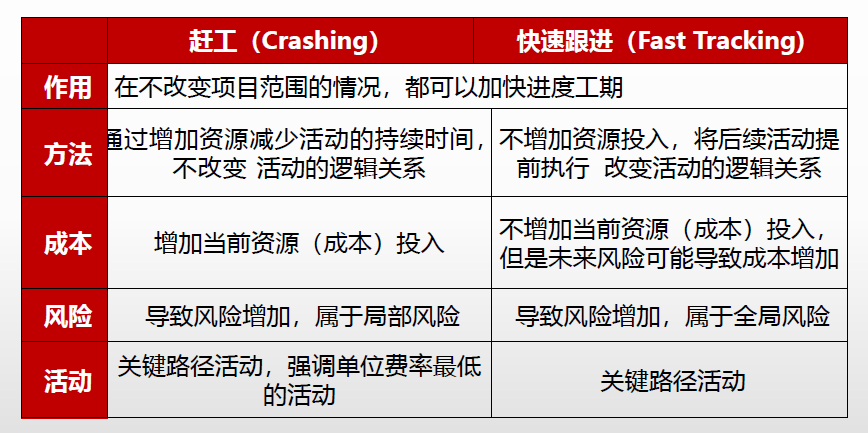 赶工（Crashing） 快速跟进（Fast Tracking)
作用 在不改变项目范围的情况，都可以加快进度工期
方法
通过增加资源减少活动的持续时间，
不改变 活动的逻辑关系
不增加资源投入，将后续活动提
前执行 改变活动的逻辑关系
成本 增加当前资源（成本）投入
不增加当前资源（成本）投入，
但是未来风险可能导致成本增加
风险 导致风险增加，属于局部风险 导致风险增加，属于全局风险
活动
关键路径活动，强调单位费率最低
的活动
关键路径活动